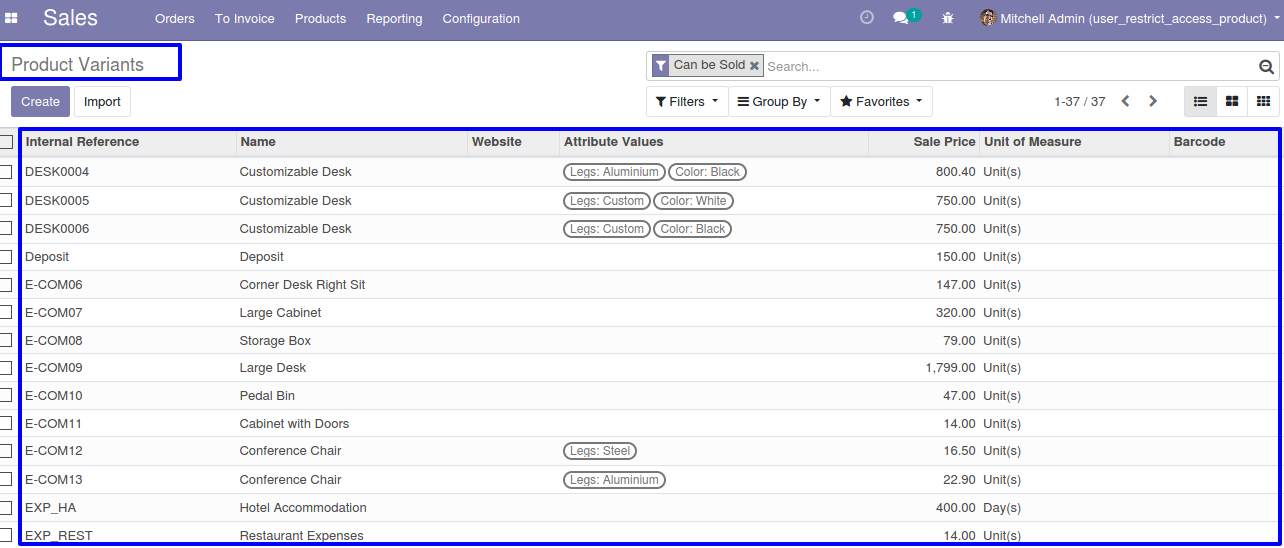 Sales Orders To Invoice Products Reporting Configuration 1 Mitchell Admin (user_restrict_access_product)
Product Variants Can be Sold Search...
Create Import Filters Group By Favorites 1-37 / 37
Internal Reference Name Website Attribute Values Sale Price Unit of Measure Barcode
DESK0004 Customizable Desk Legs: Aluminium Color: Black 800.40 Unit(s)
DESK0005 Customizable Desk Legs: Custom Color: White 750.00 Unit(s)
DESK0006 Customizable Desk Legs: Custom Color: Black 750.00 Unit(s)
Deposit Deposit 150.00 Unit(s)
E-COM06 Corner Desk Right Sit 147.00 Unit(s)
E-COM07 Large Cabinet 320.00 Unit(s)
E-COM08 Storage Box 79.00 Unit(s)
E-COM09 Large Desk 1,799.00 Unit(s)
E-COM10 Pedal Bin 47.00 Unit(s)
E-COM11 Cabinet with Doors 14.00 Unit(s)
E-COM12 Conference Chair Legs: Steel 16.50 Unit(s)
E-COM13 Conference Chair Legs: Aluminium 22.90 Unit(s)
EXP_HA Hotel Accommodation 400.00 Day(s)
EXP_REST Restaurant Expenses 14.00 Unit(s)